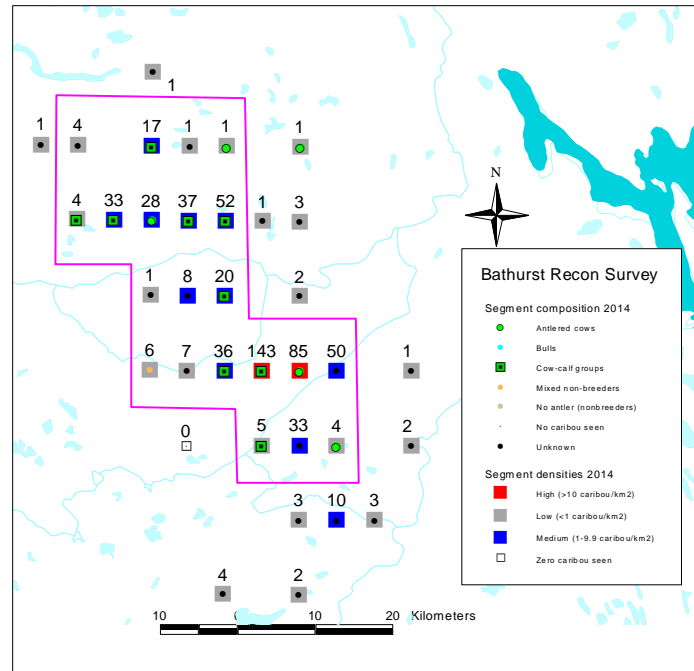 1
1 4 17 1 1 1
N
4 33 28 37 52 1 3
Bathurst Recon Survey
1 8 20 2
Segment composition 2014
Antlered cows
Bulls
6 7 36 143 85 50 1
Cow-calf groups
Mixed non-breeders
No antler (nonbreeders)
No caribou seen
0 5 33 4 2
Unknown
Segment densities 2014
High (>10 caribou/km2)
3 10 3
Low (<1 caribou/km2)
Medium (1-9.9 caribou/km2)
Zero caribou seen
4 2
10 0 10 20 Kilometers